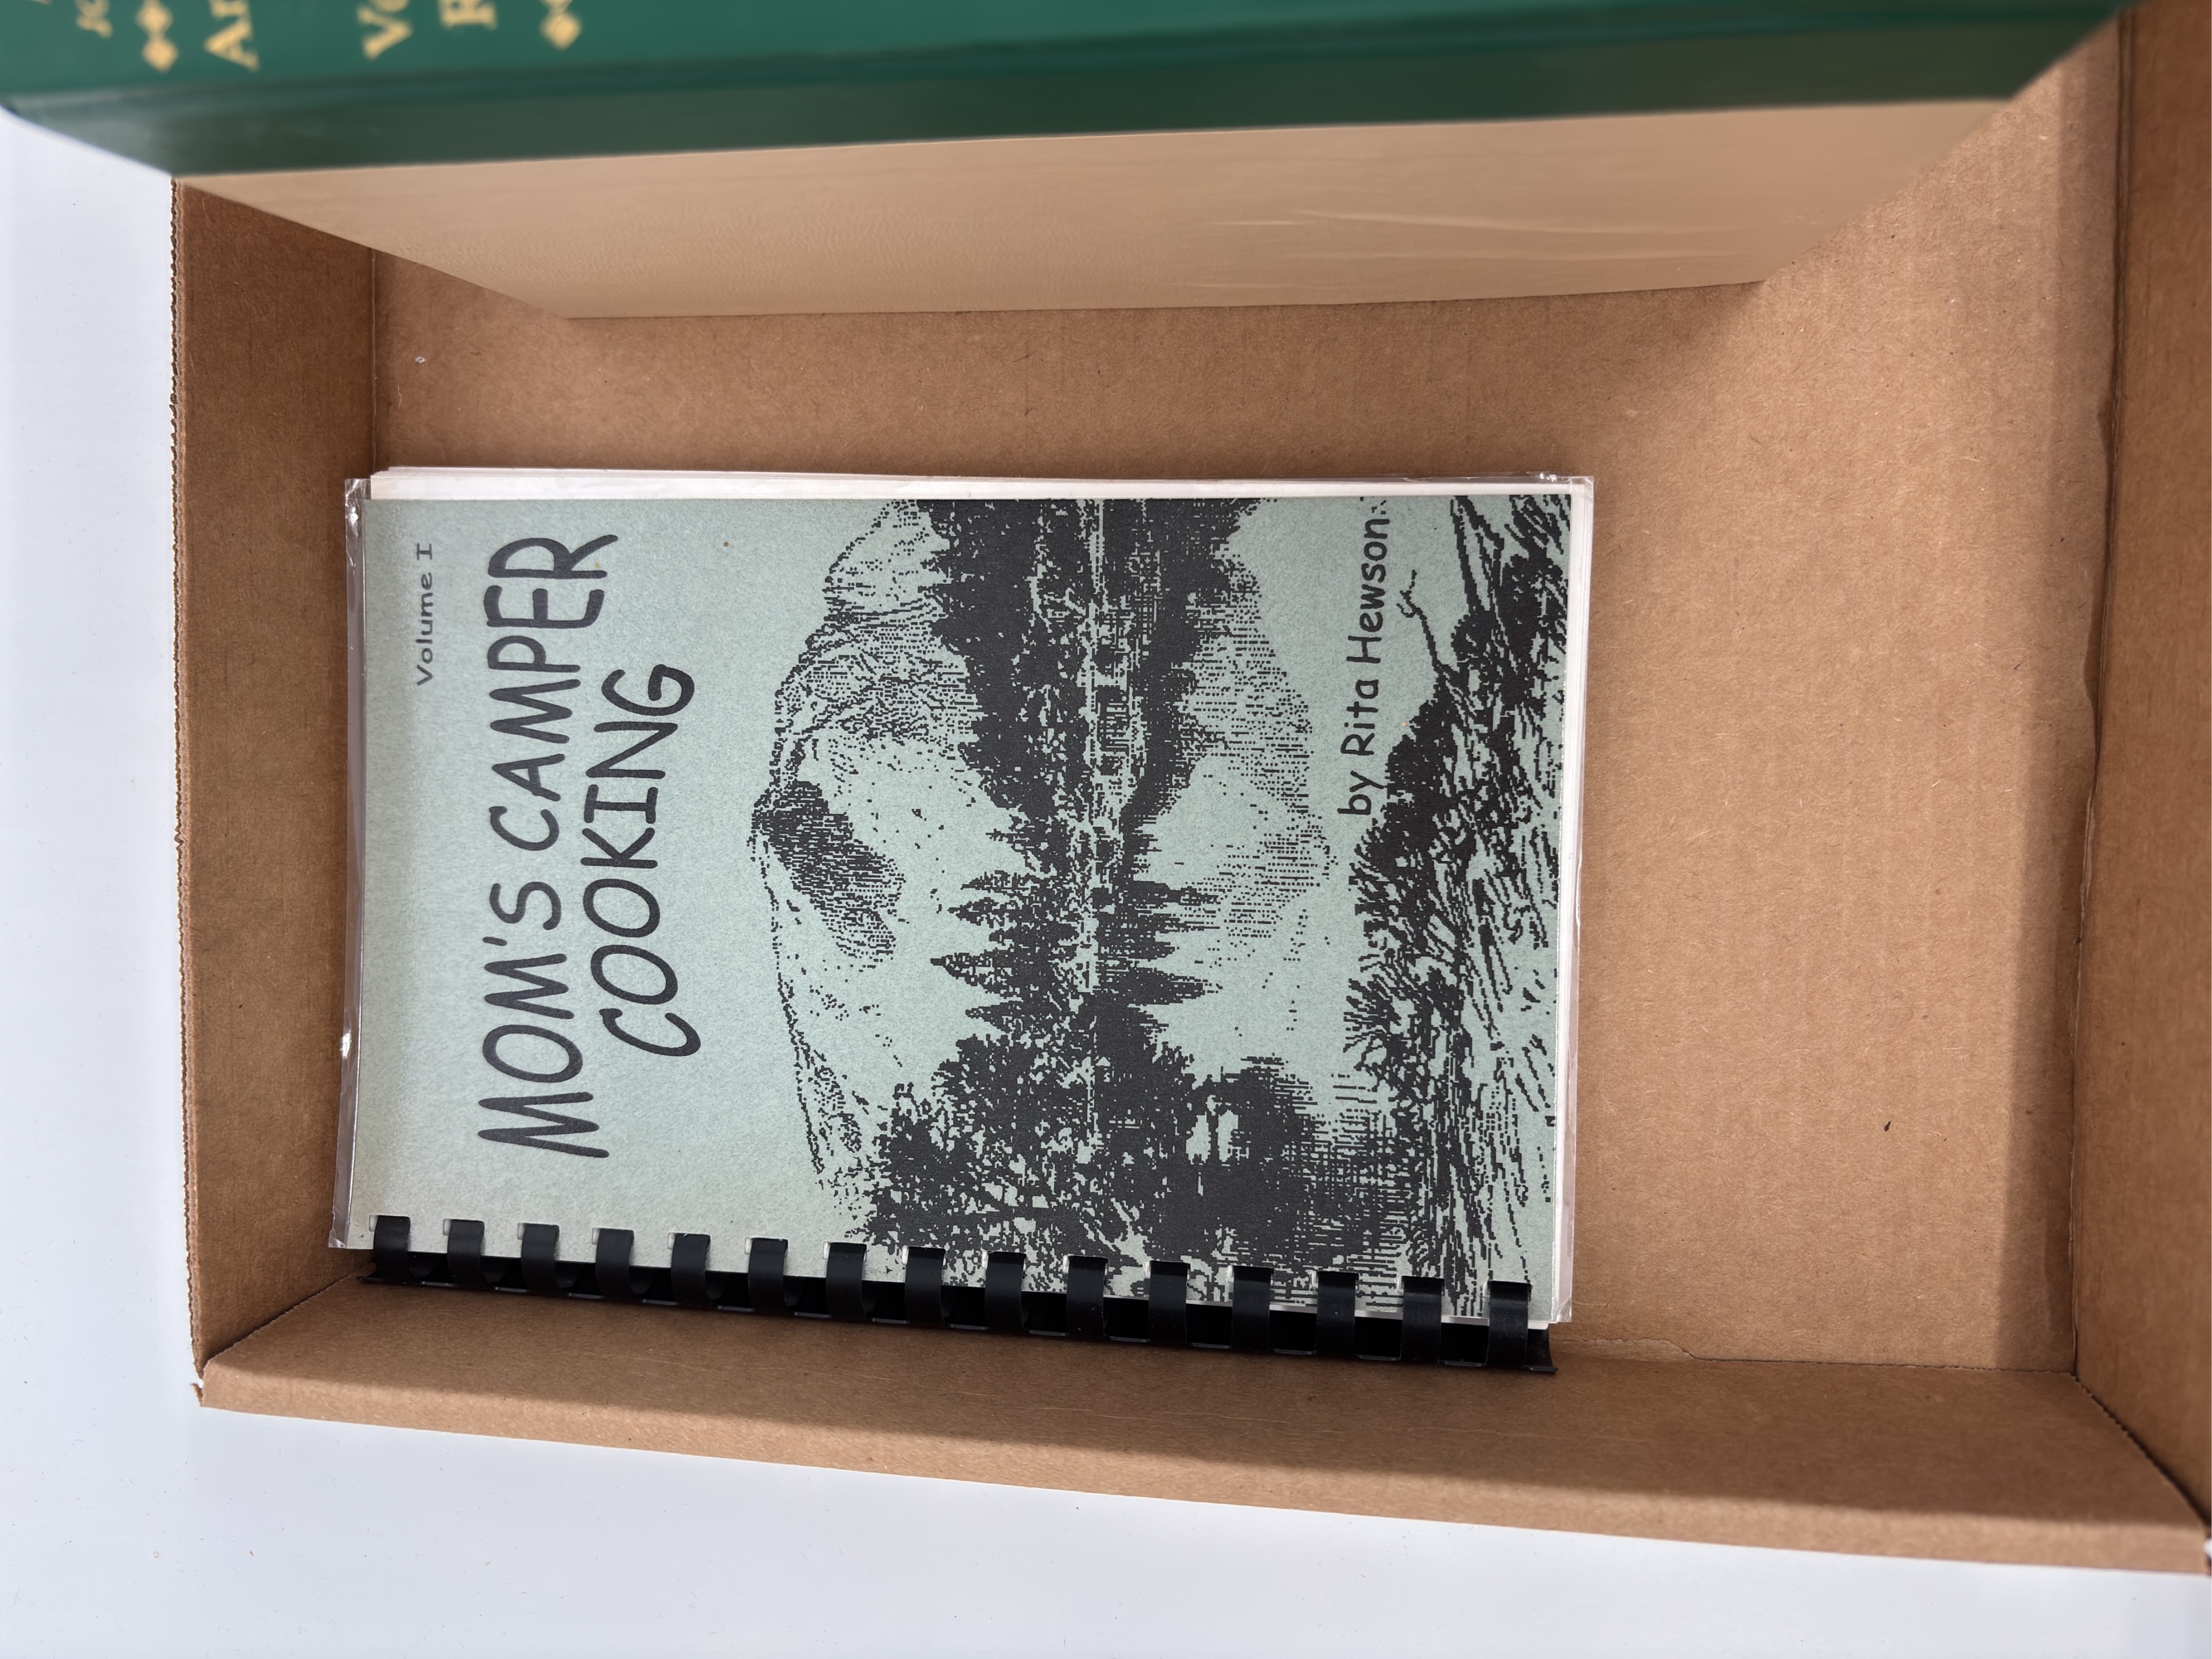 Volume I
MOM'S CAMPER
COOKING
by Rita Hewson